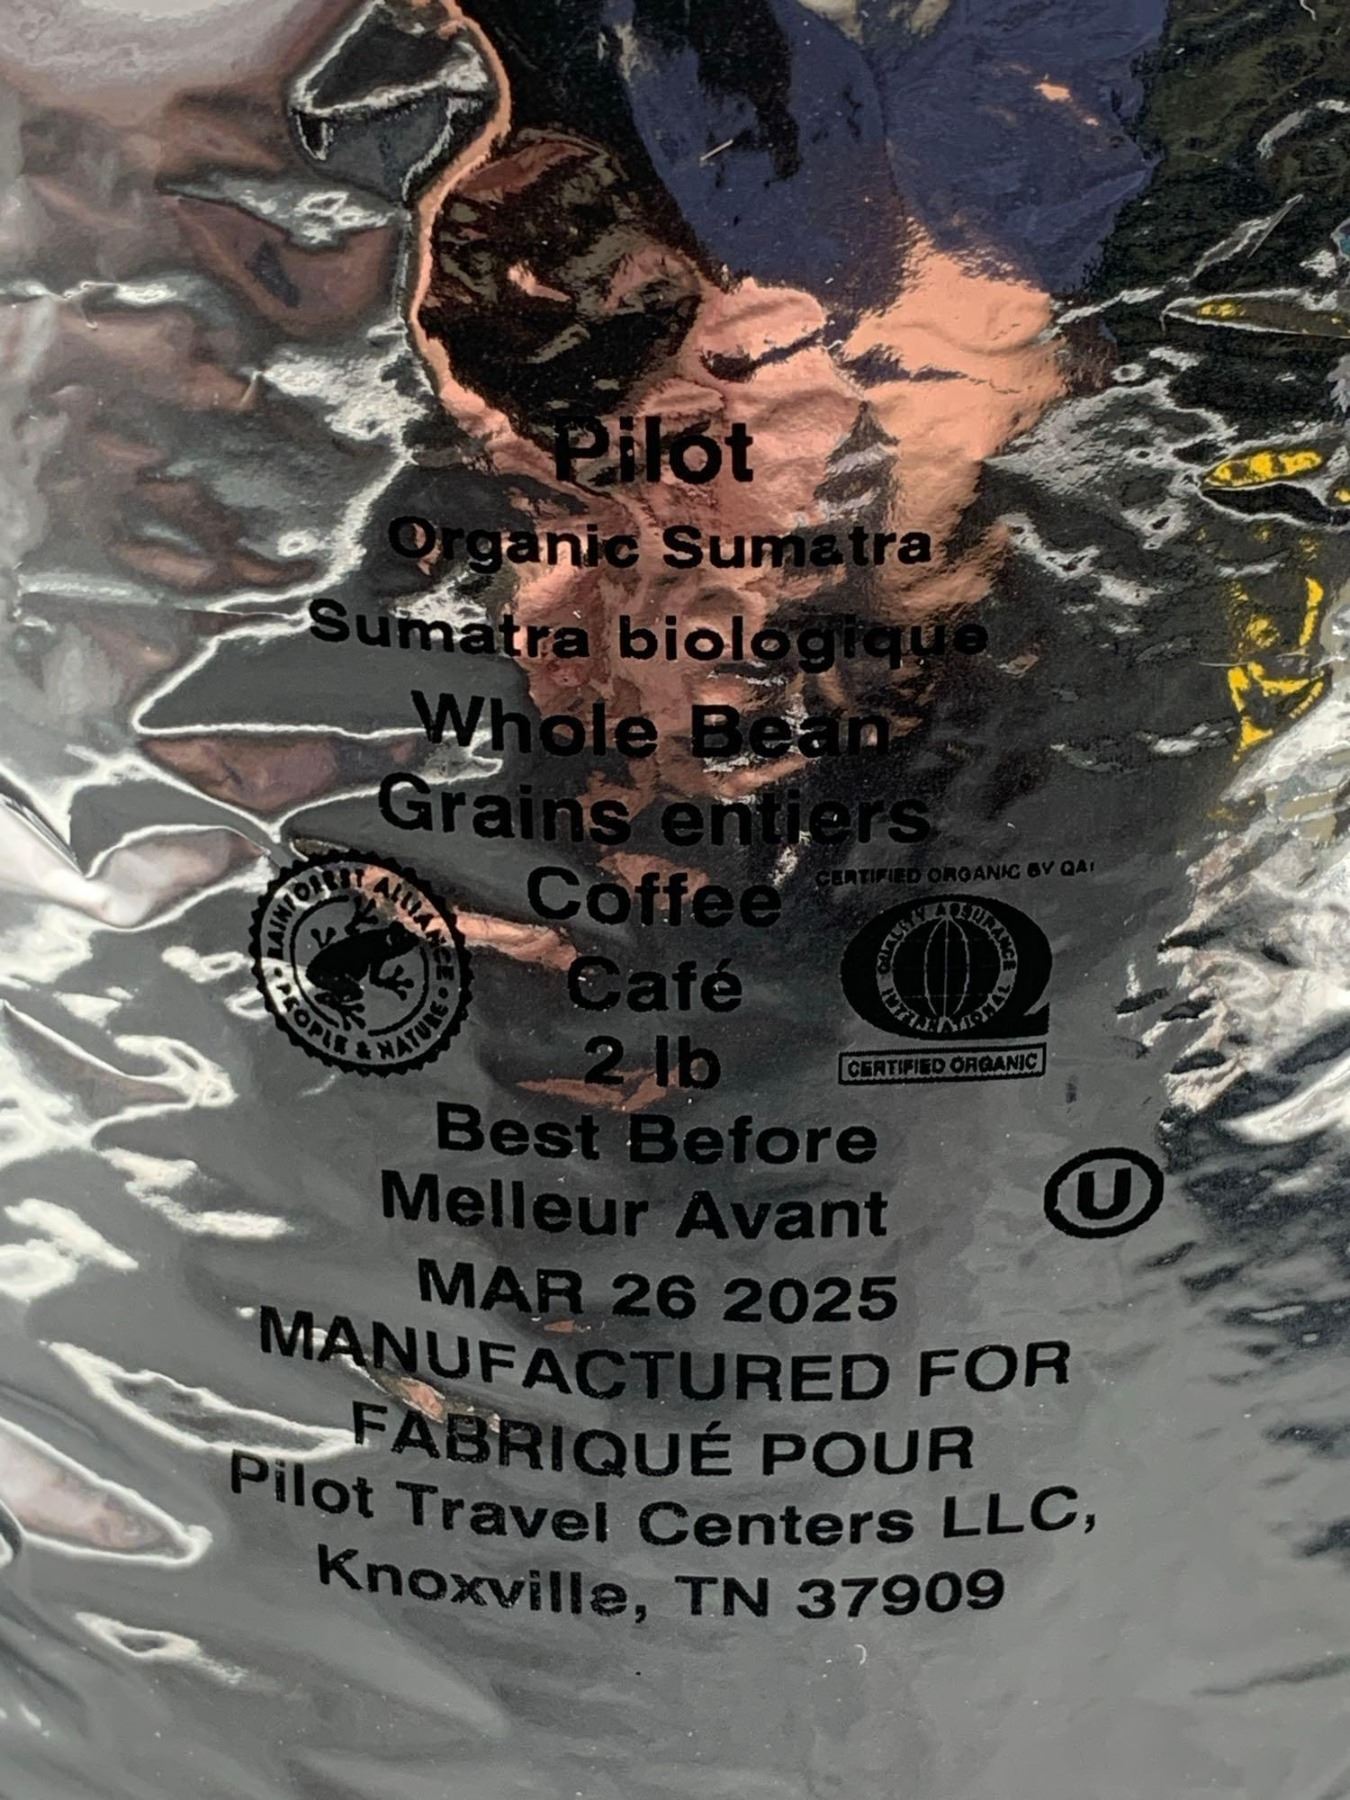 Pilot
Organic Sumatra
Sumatra biologique
Whole Bean
Grains entiers
Coffee
Café
2 lb
RAINFOREST ALLIANCE
PEOPLE & NATURE
CERTIFIED ORGANIC BY QAI
QUALITY ASSURANCE
INTERNATIONAL
CERTIFIED ORGANIC
Best Before
Melleur Avant
U
MAR 26 2025
MANUFACTURED FOR
FABRIQUÉ POUR
Pilot Travel Centers LLC,
Knoxville, TN 37909